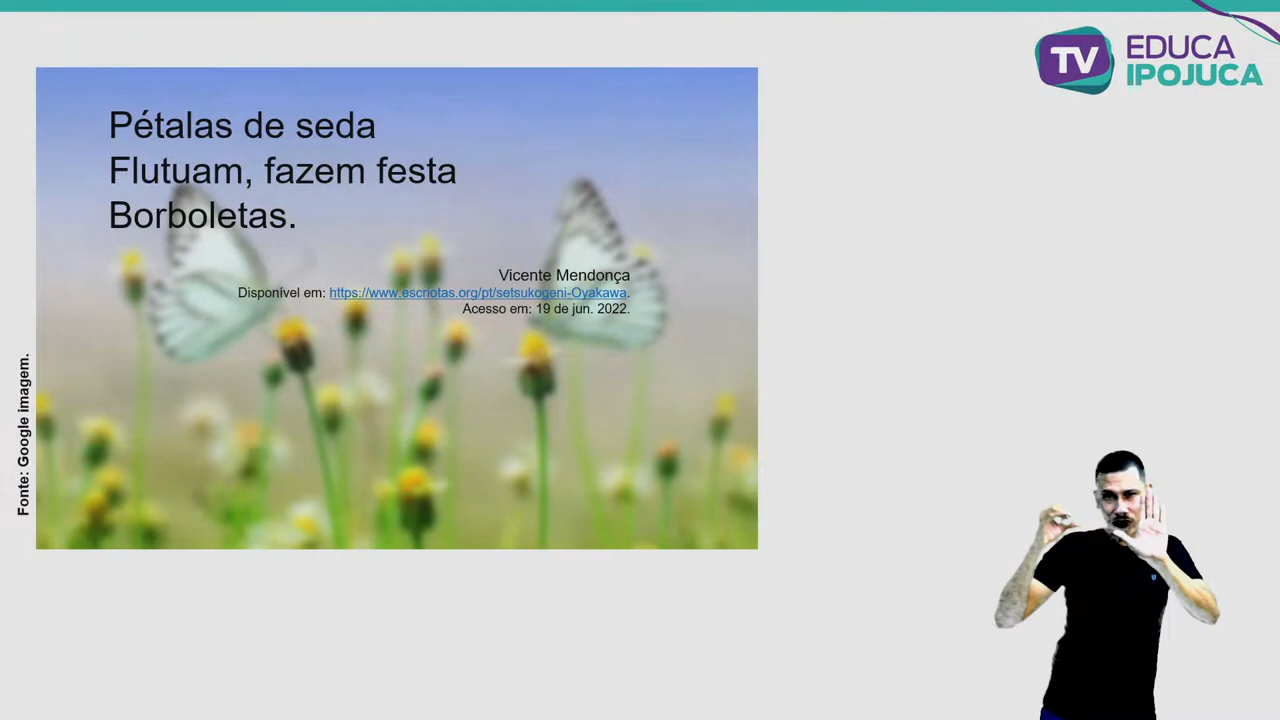 TV EDUCA
IPOJUCA
Pétalas de seda
Flutuam, fazem festa
Borboletas.
Vicente Mendonça
Disponível em: https://www.escritas.org/pt/setsukogeni-Oyakawa.
Acesso em: 19 de jun. 2022.
Fonte: Google imagem.